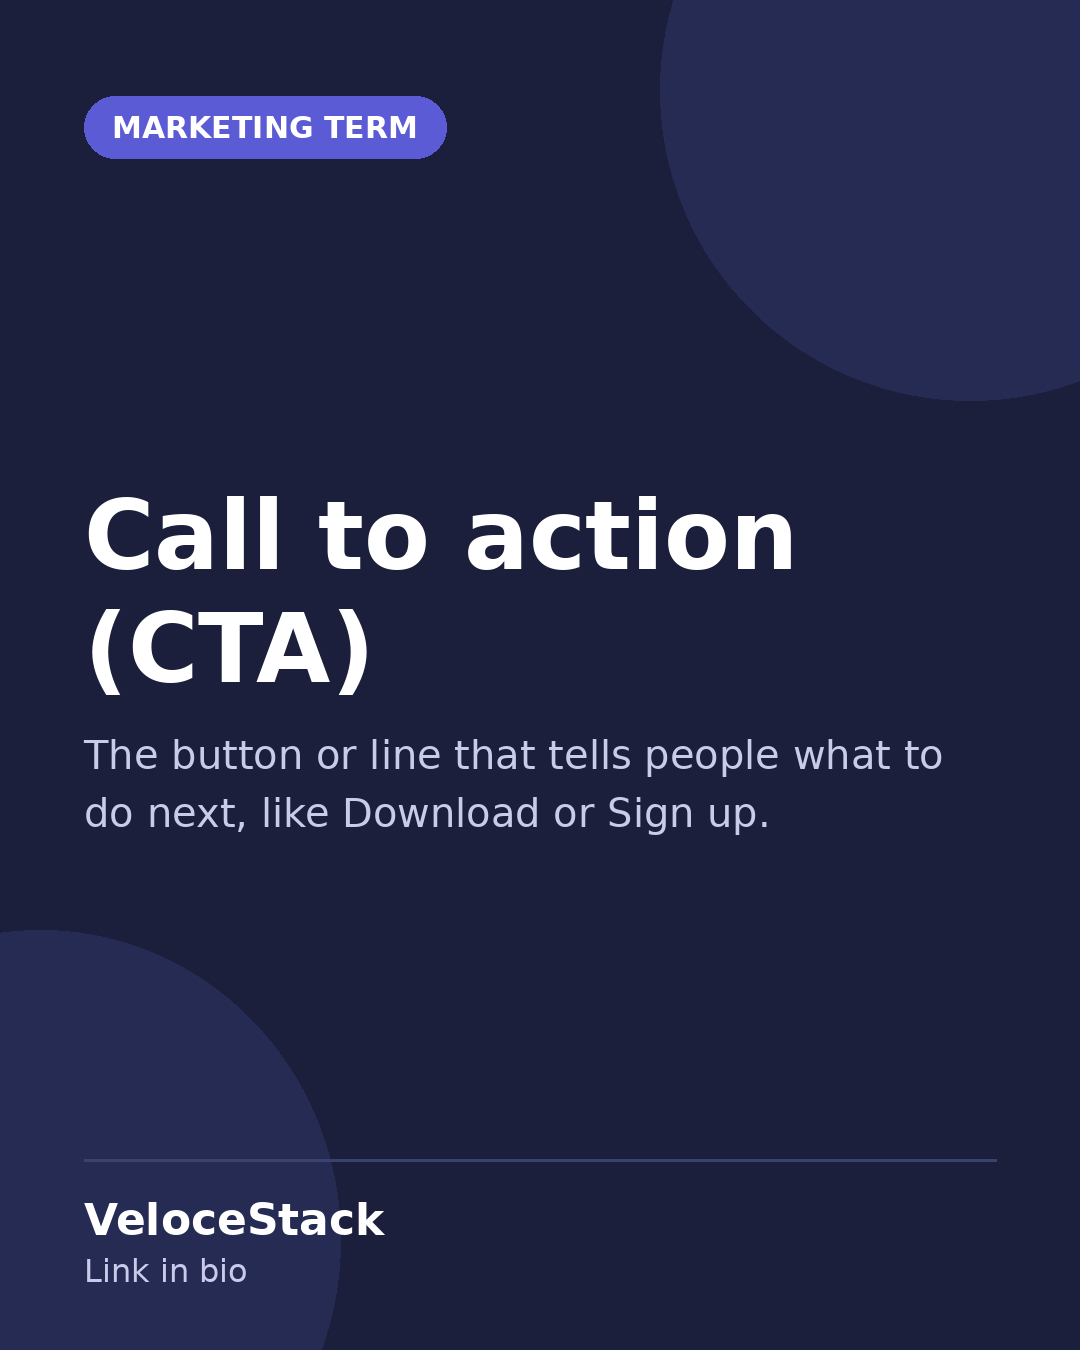 MARKETING TERM
Call to action
(CTA)
The button or line that tells people what to
do next, like Download or Sign up.
VeloceStack
Link in bio